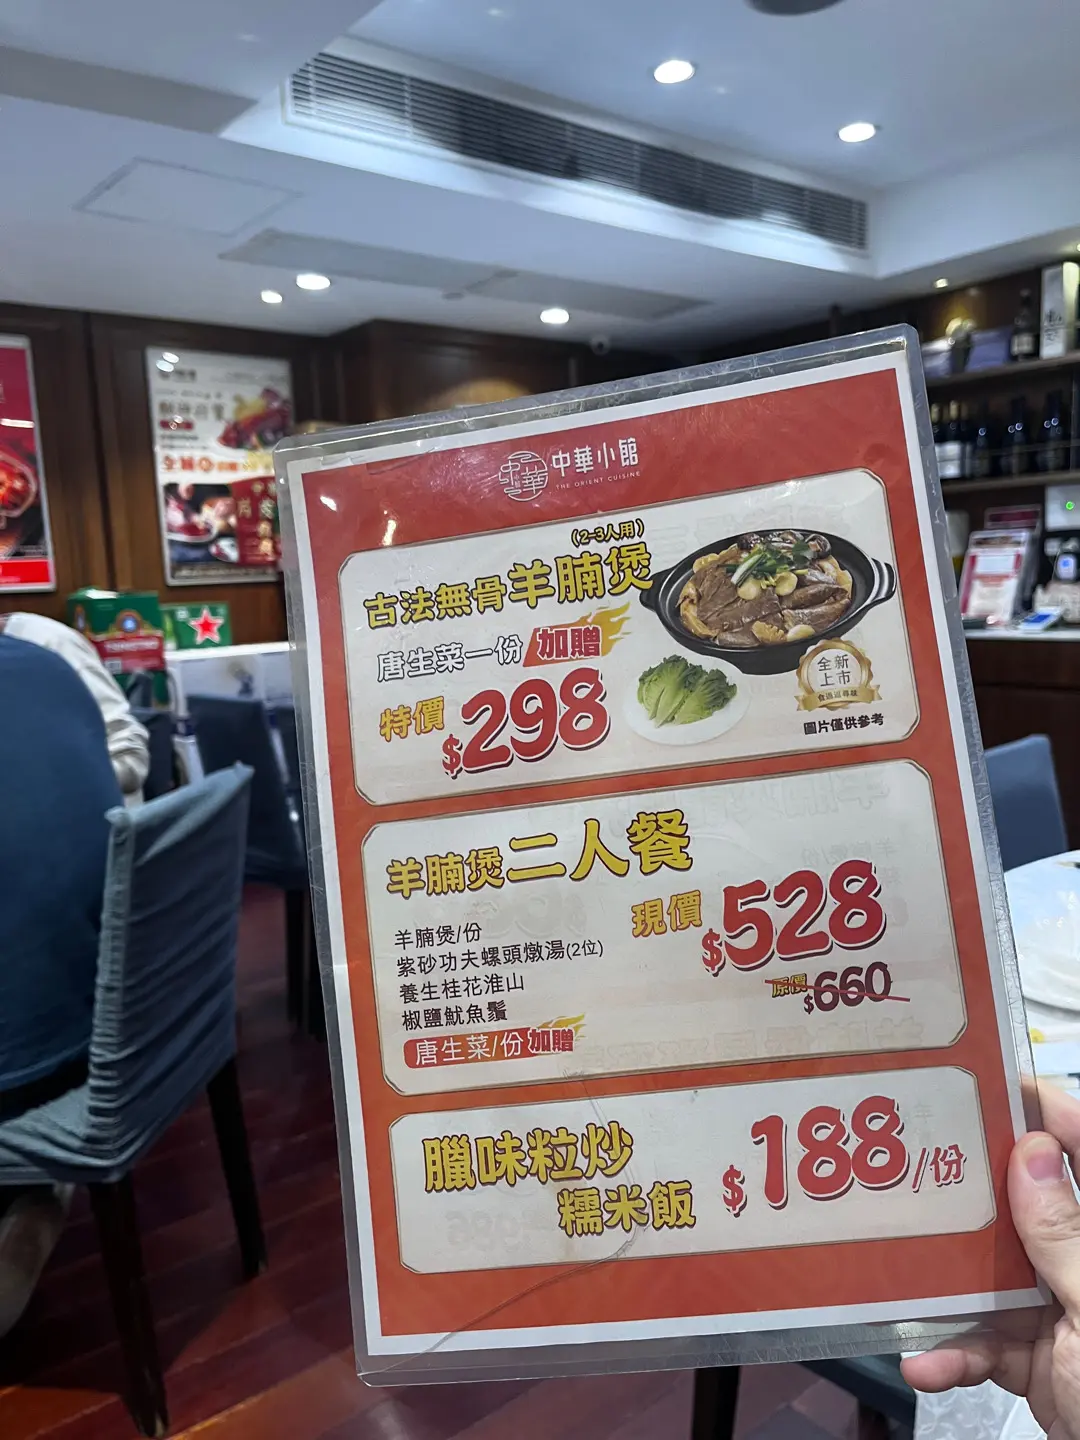 中華小館
THE ORIENT CUISINE
(2-3人用)
古法無骨羊腩煲
唐生菜一份 加贈
特價 $298
全新
上市
圖片僅供參考
羊腩煲二人餐
羊腩煲/份
紫砂功夫螺頭燉湯(2位)
養生桂花淮山
椒鹽魷魚鬚
唐生菜/份 加贈
現價 $528
原價 $660
臘味粒炒
糯米飯
$188/份